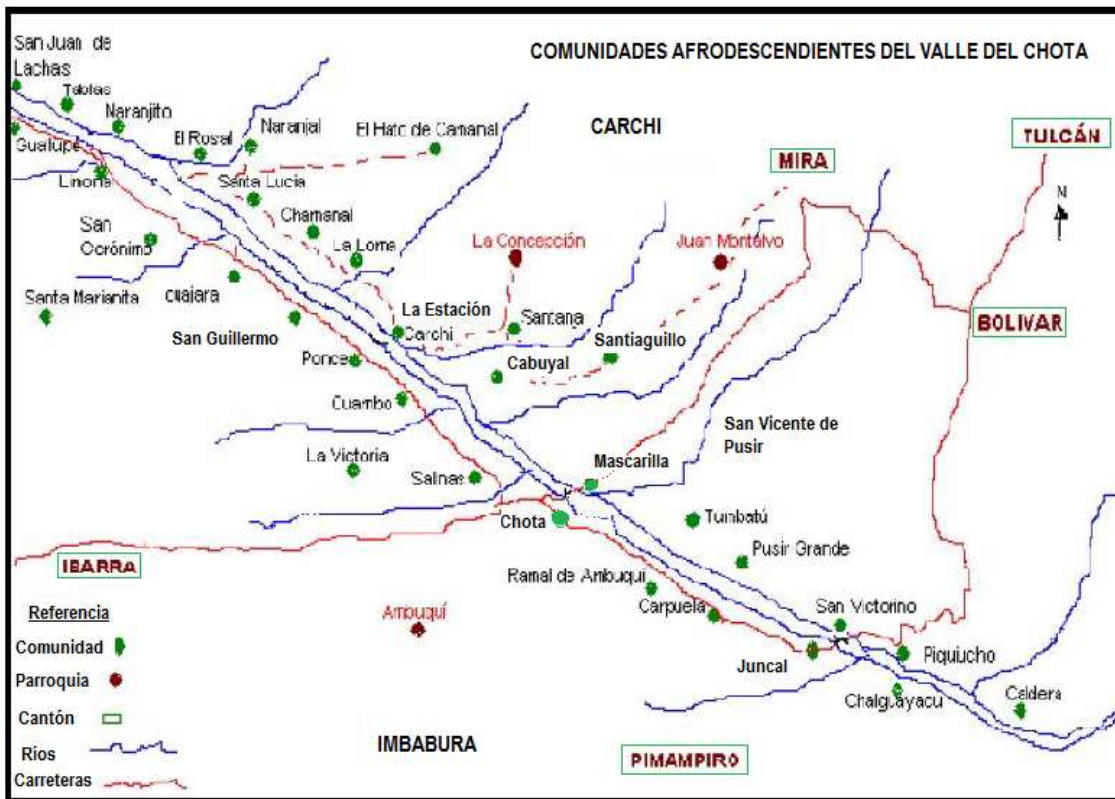 COMUNIDADES AFRODESCENDIENTES DEL VALLE DEL CHOTA
San Juan de
Lachas
Tablas
Naranjito
El Rosal
Naranjal
El Hato de Camanal
CARCHI
TULCÁN
MIRA
N
Gualupe
Limonal
Santa Lucía
San
Gerónimo
Chamanal
La Loma
La Concepción
Juan Montalvo
Santa Marianita
Cuajara
La Estación
Carchi
Santana
BOLIVAR
San Guillermo
Santiaguillo
Ponce
Cabuyal
Cuambo
San Vicente de
Pusir
La Victoria
Salinas
Mascarilla
Chota
Tumbatú
Pusir Grande
IBARRA
Ramal de Ambuquí
Carpuela
San Victorino
Ambuquí
Juncal
Piquiucho
Chalguayacu
Caldera
IMBABURA
PIMAMPIRO
Referencia
Comunidad
Parroquia
Cantón
Ríos
Carreteras